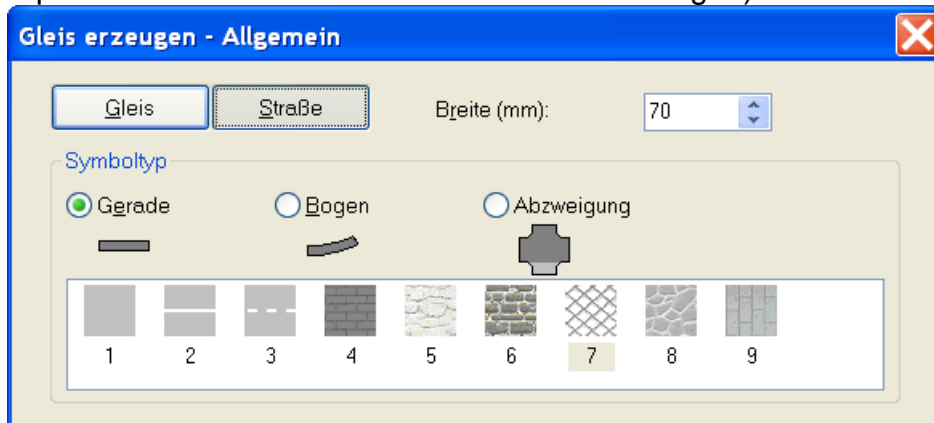 Gleis erzeugen - Allgemein
Gleis Straße Breite (mm): 70
Symboltyp
Gerade Bogen Abzweigung
1 2 3 4 5 6 7 8 9